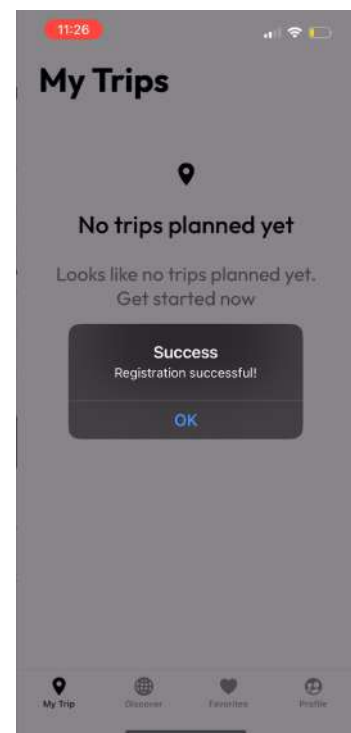 11:26
My Trips
No trips planned yet
Looks like no trips planned yet.
Get started now
Success
Registration successful!
OK
My Trip
Discover
Favorites
Profile